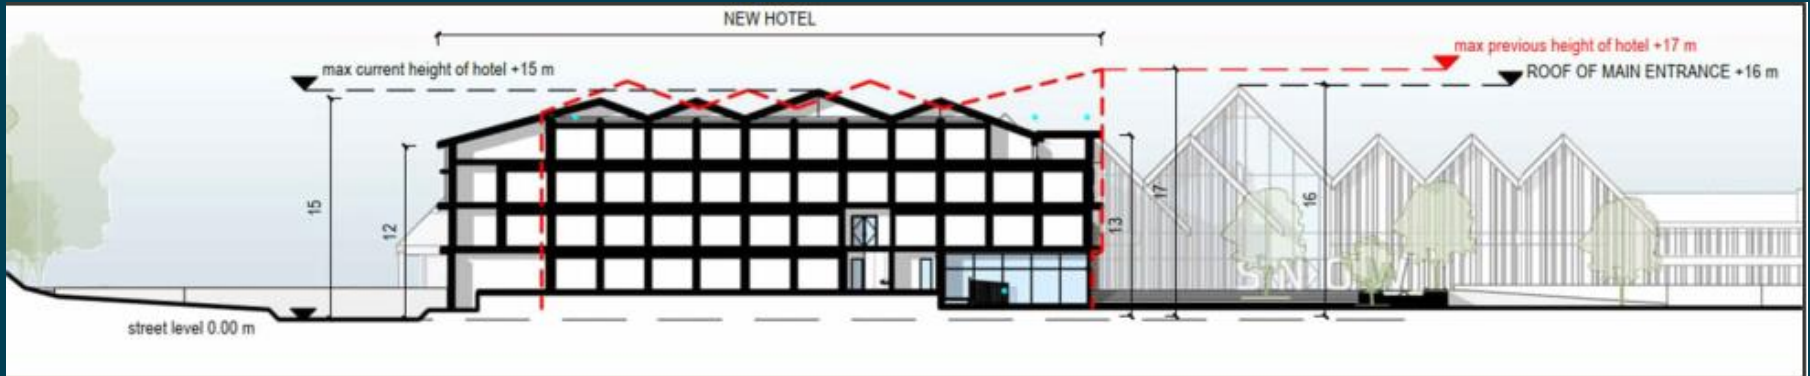 NEW HOTEL
max previous height of hotel +17 m
max current height of hotel +15 m
ROOF OF MAIN ENTRANCE +16 m
15
12
13
17
16
street level 0.00 m